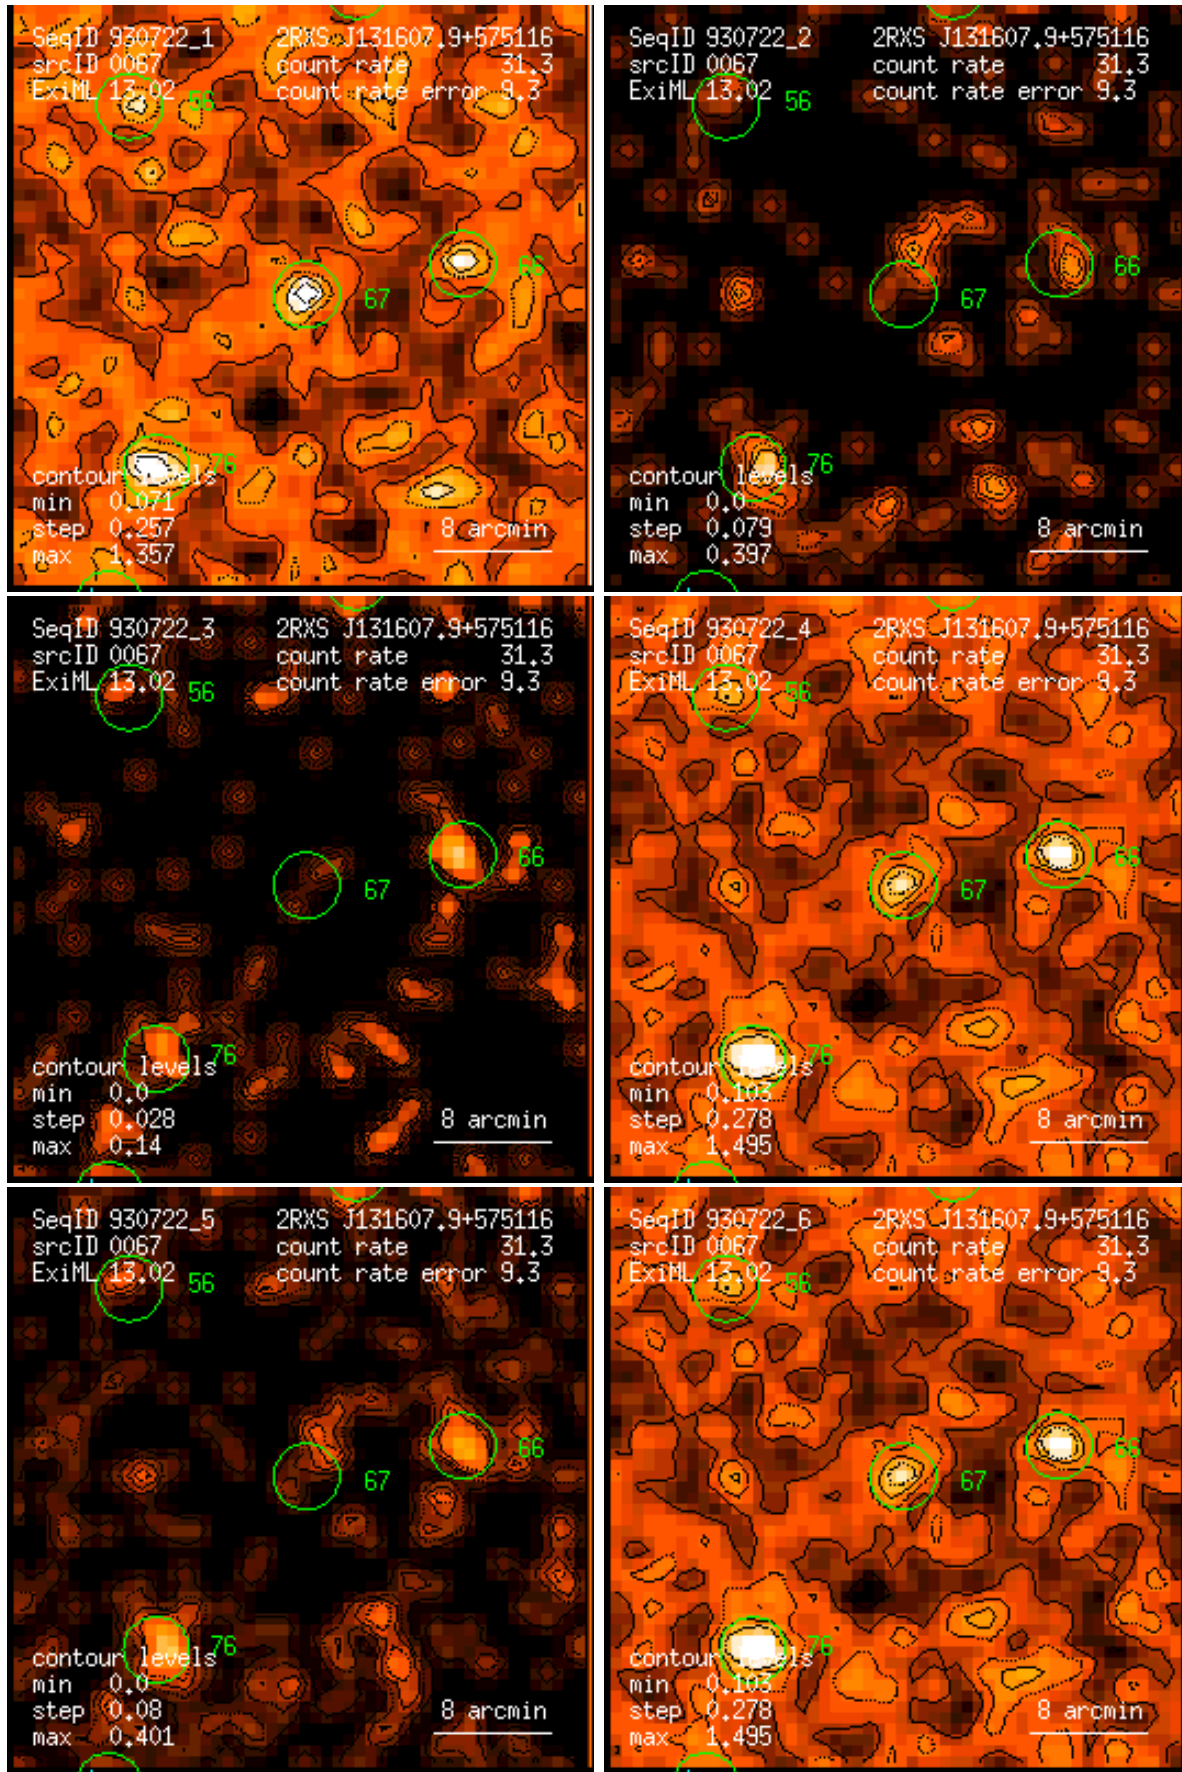 SeqID 930722_1 2RXS J131607.9+575116
srcID 0067 count rate 31.3
ExiML 13.02 count rate error 9.3
56
66
67
76
contour levels
min 0.071
step 0.257
max 1.357
8 arcmin
SeqID 930722_2 2RXS J131607.9+575116
srcID 0067 count rate 31.3
ExiML 13.02 count rate error 9.3
56
66
67
76
contour levels
min 0.0
step 0.079
max 0.397
8 arcmin
SeqID 930722_3 2RXS J131607.9+575116
srcID 0067 count rate 31.3
ExiML 13.02 count rate error 9.3
56
66
67
76
contour levels
min 0.0
step 0.028
max 0.14
8 arcmin
SeqID 930722_4 2RXS J131607.9+575116
srcID 0067 count rate 31.3
ExiML 13.02 count rate error 9.3
56
66
67
76
contour levels
min 0.103
step 0.278
max 1.495
8 arcmin
SeqID 930722_5 2RXS J131607.9+575116
srcID 0067 count rate 31.3
ExiML 13.02 count rate error 9.3
56
66
67
76
contour levels
min 0.0
step 0.08
max 0.401
8 arcmin
SeqID 930722_6 2RXS J131607.9+575116
srcID 0067 count rate 31.3
ExiML 13.02 count rate error 9.3
56
66
67
76
contour levels
min 0.103
step 0.278
max 1.495
8 arcmin